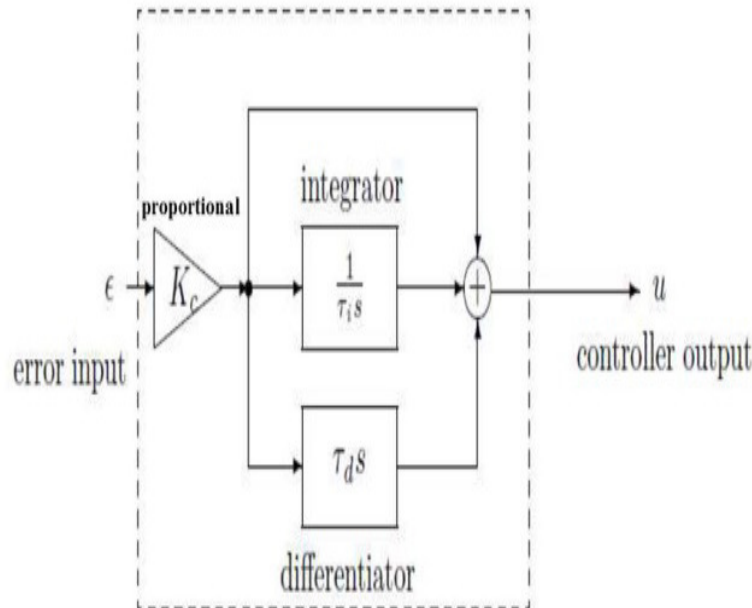 integrator
proportional
ϵ
K_c
1
τ_i s
+
u
error input
controller output
τ_d s
differentiator